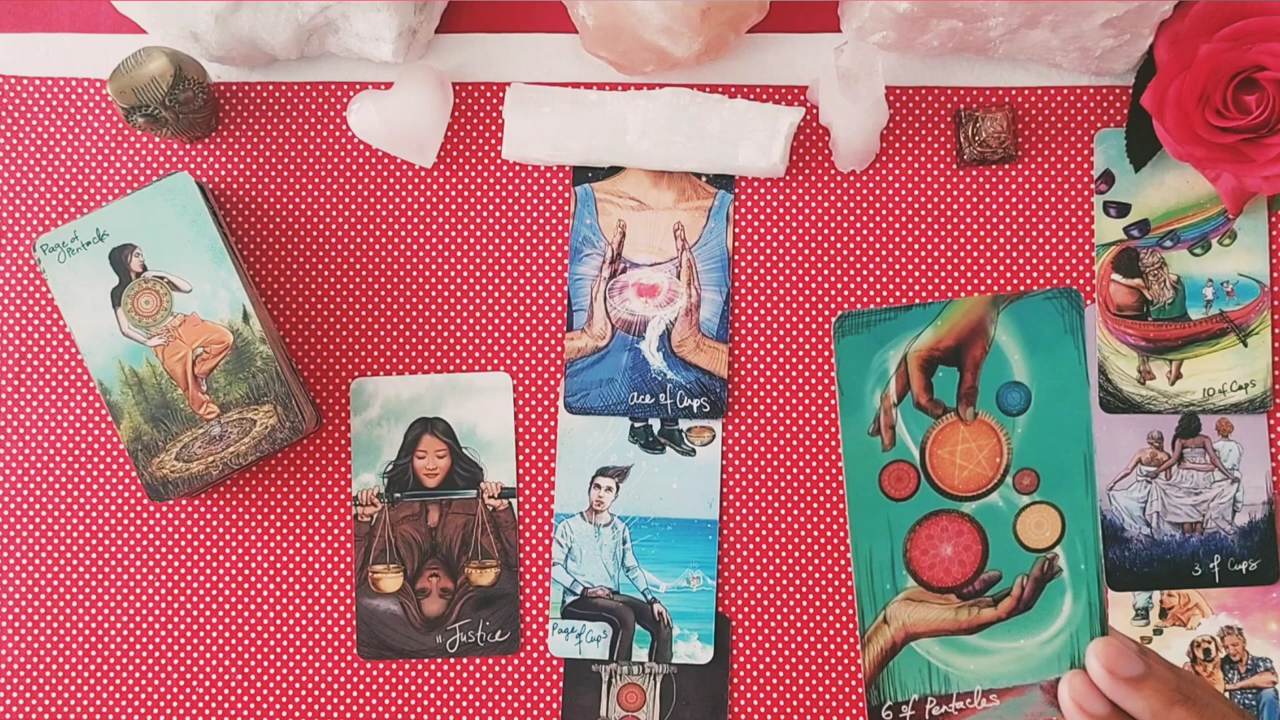 Page of
Pentacles
ace of Cups
10 of Cups
3 of Cups
Page
of Cups
11 Justice
6 of Pentacles